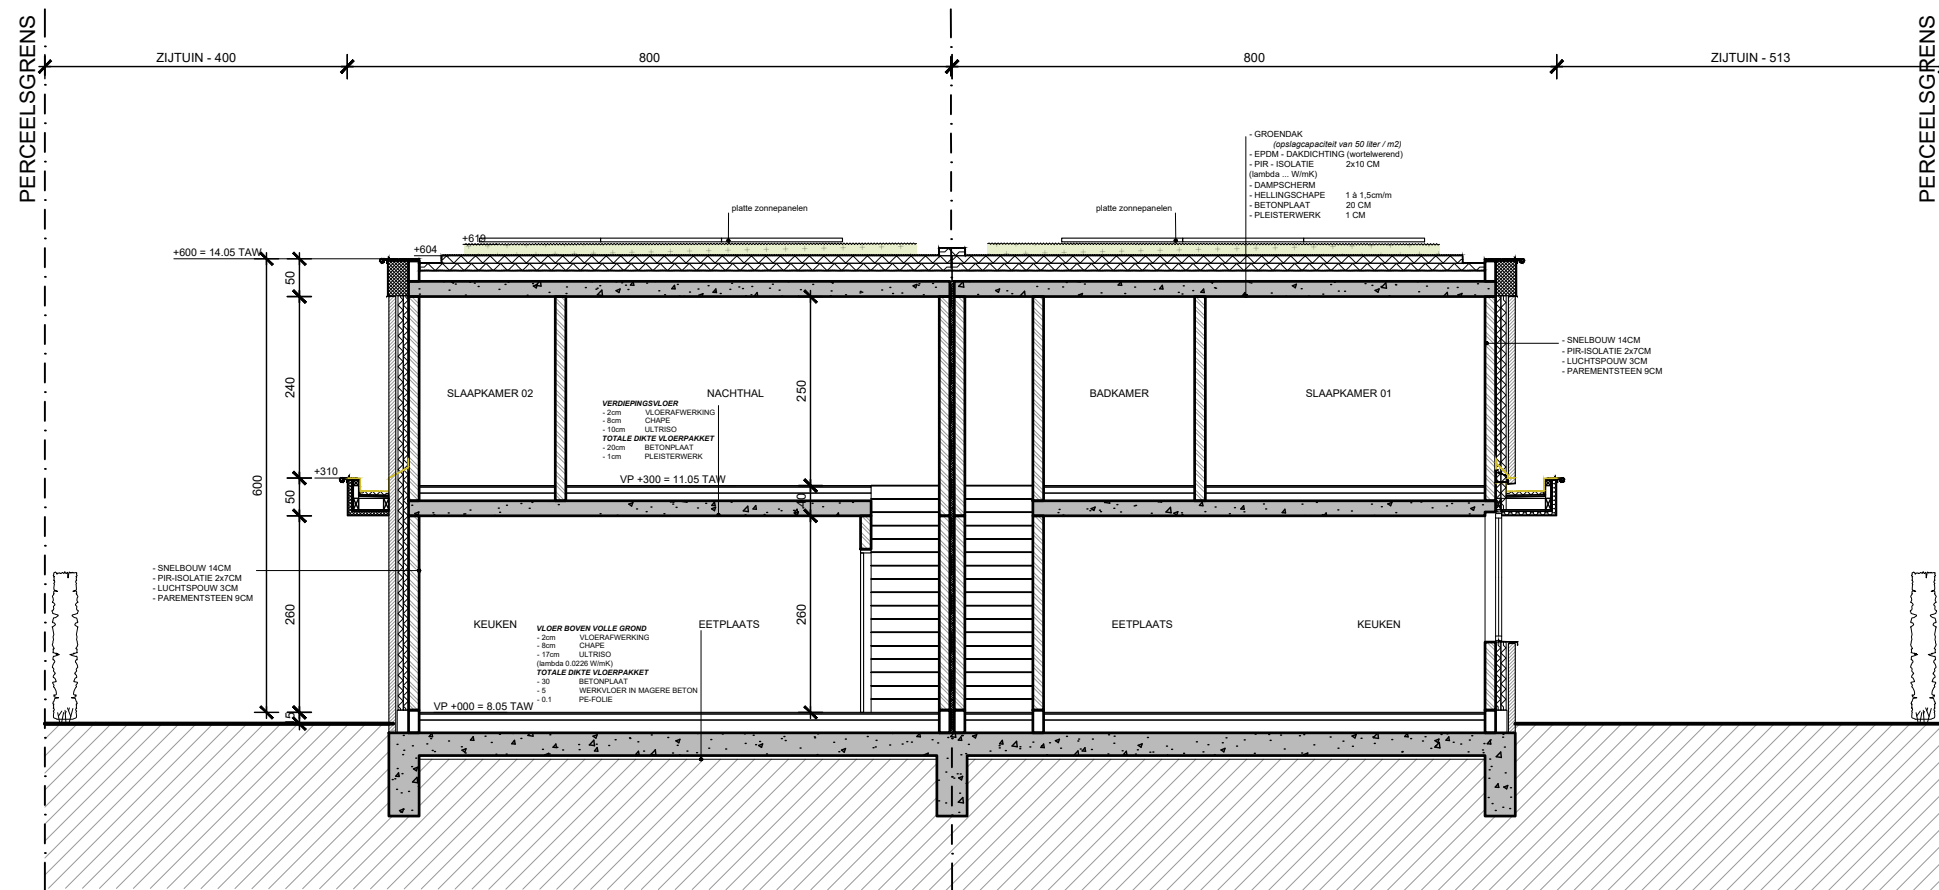 PERCEELSGRENS
ZIJTUIN - 400
800
800
ZIJTUIN - 513
PERCEELSGRENS
- GROENDAK
(opslagcapaciteit van 50 liter / m2)
- EPDM - DAKDICHTING (wortelwerend)
- PIR - ISOLATIE 2x10 CM
(lambda ... W/mK)
- DAMPSCHERM
- HELLINGSCHAPE 1 à 1,5cm/m
- BETONPLAAT 20 CM
- PLEISTERWERK 1 CM
platte zonnepanelen
platte zonnepanelen
+619
+604
+600 = 14.05 TAW
50
240
50
260
15
600
250
40
260
- SNELBOUW 14CM
- PIR-ISOLATIE 2x7CM
- LUCHTSPOUW 3CM
- PAREMENTSTEEN 9CM
SLAAPKAMER 02
NACHTHAL
BADKAMER
SLAAPKAMER 01
VERDIEPINGSVLOER
- 2cm VLOERAFWERKING
- 8cm CHAPE
- 10cm ULTRISO
TOTALE DIKTE VLOERPAKKET
- 20cm BETONPLAAT
- 1cm PLEISTERWERK
+310
VP +300 = 11.05 TAW
- SNELBOUW 14CM
- PIR-ISOLATIE 2x7CM
- LUCHTSPOUW 3CM
- PAREMENTSTEEN 9CM
KEUKEN
EETPLAATS
EETPLAATS
KEUKEN
VLOER BOVEN VOLLE GROND
- 2cm VLOERAFWERKING
- 8cm CHAPE
- 17cm ULTRISO
(lambda 0.0226 W/mK)
TOTALE DIKTE VLOERPAKKET
- 30 BETONPLAAT
- 5 WERKVLOER IN MAGERE BETON
- 0.1 PE-FOLIE
VP +000 = 8.05 TAW